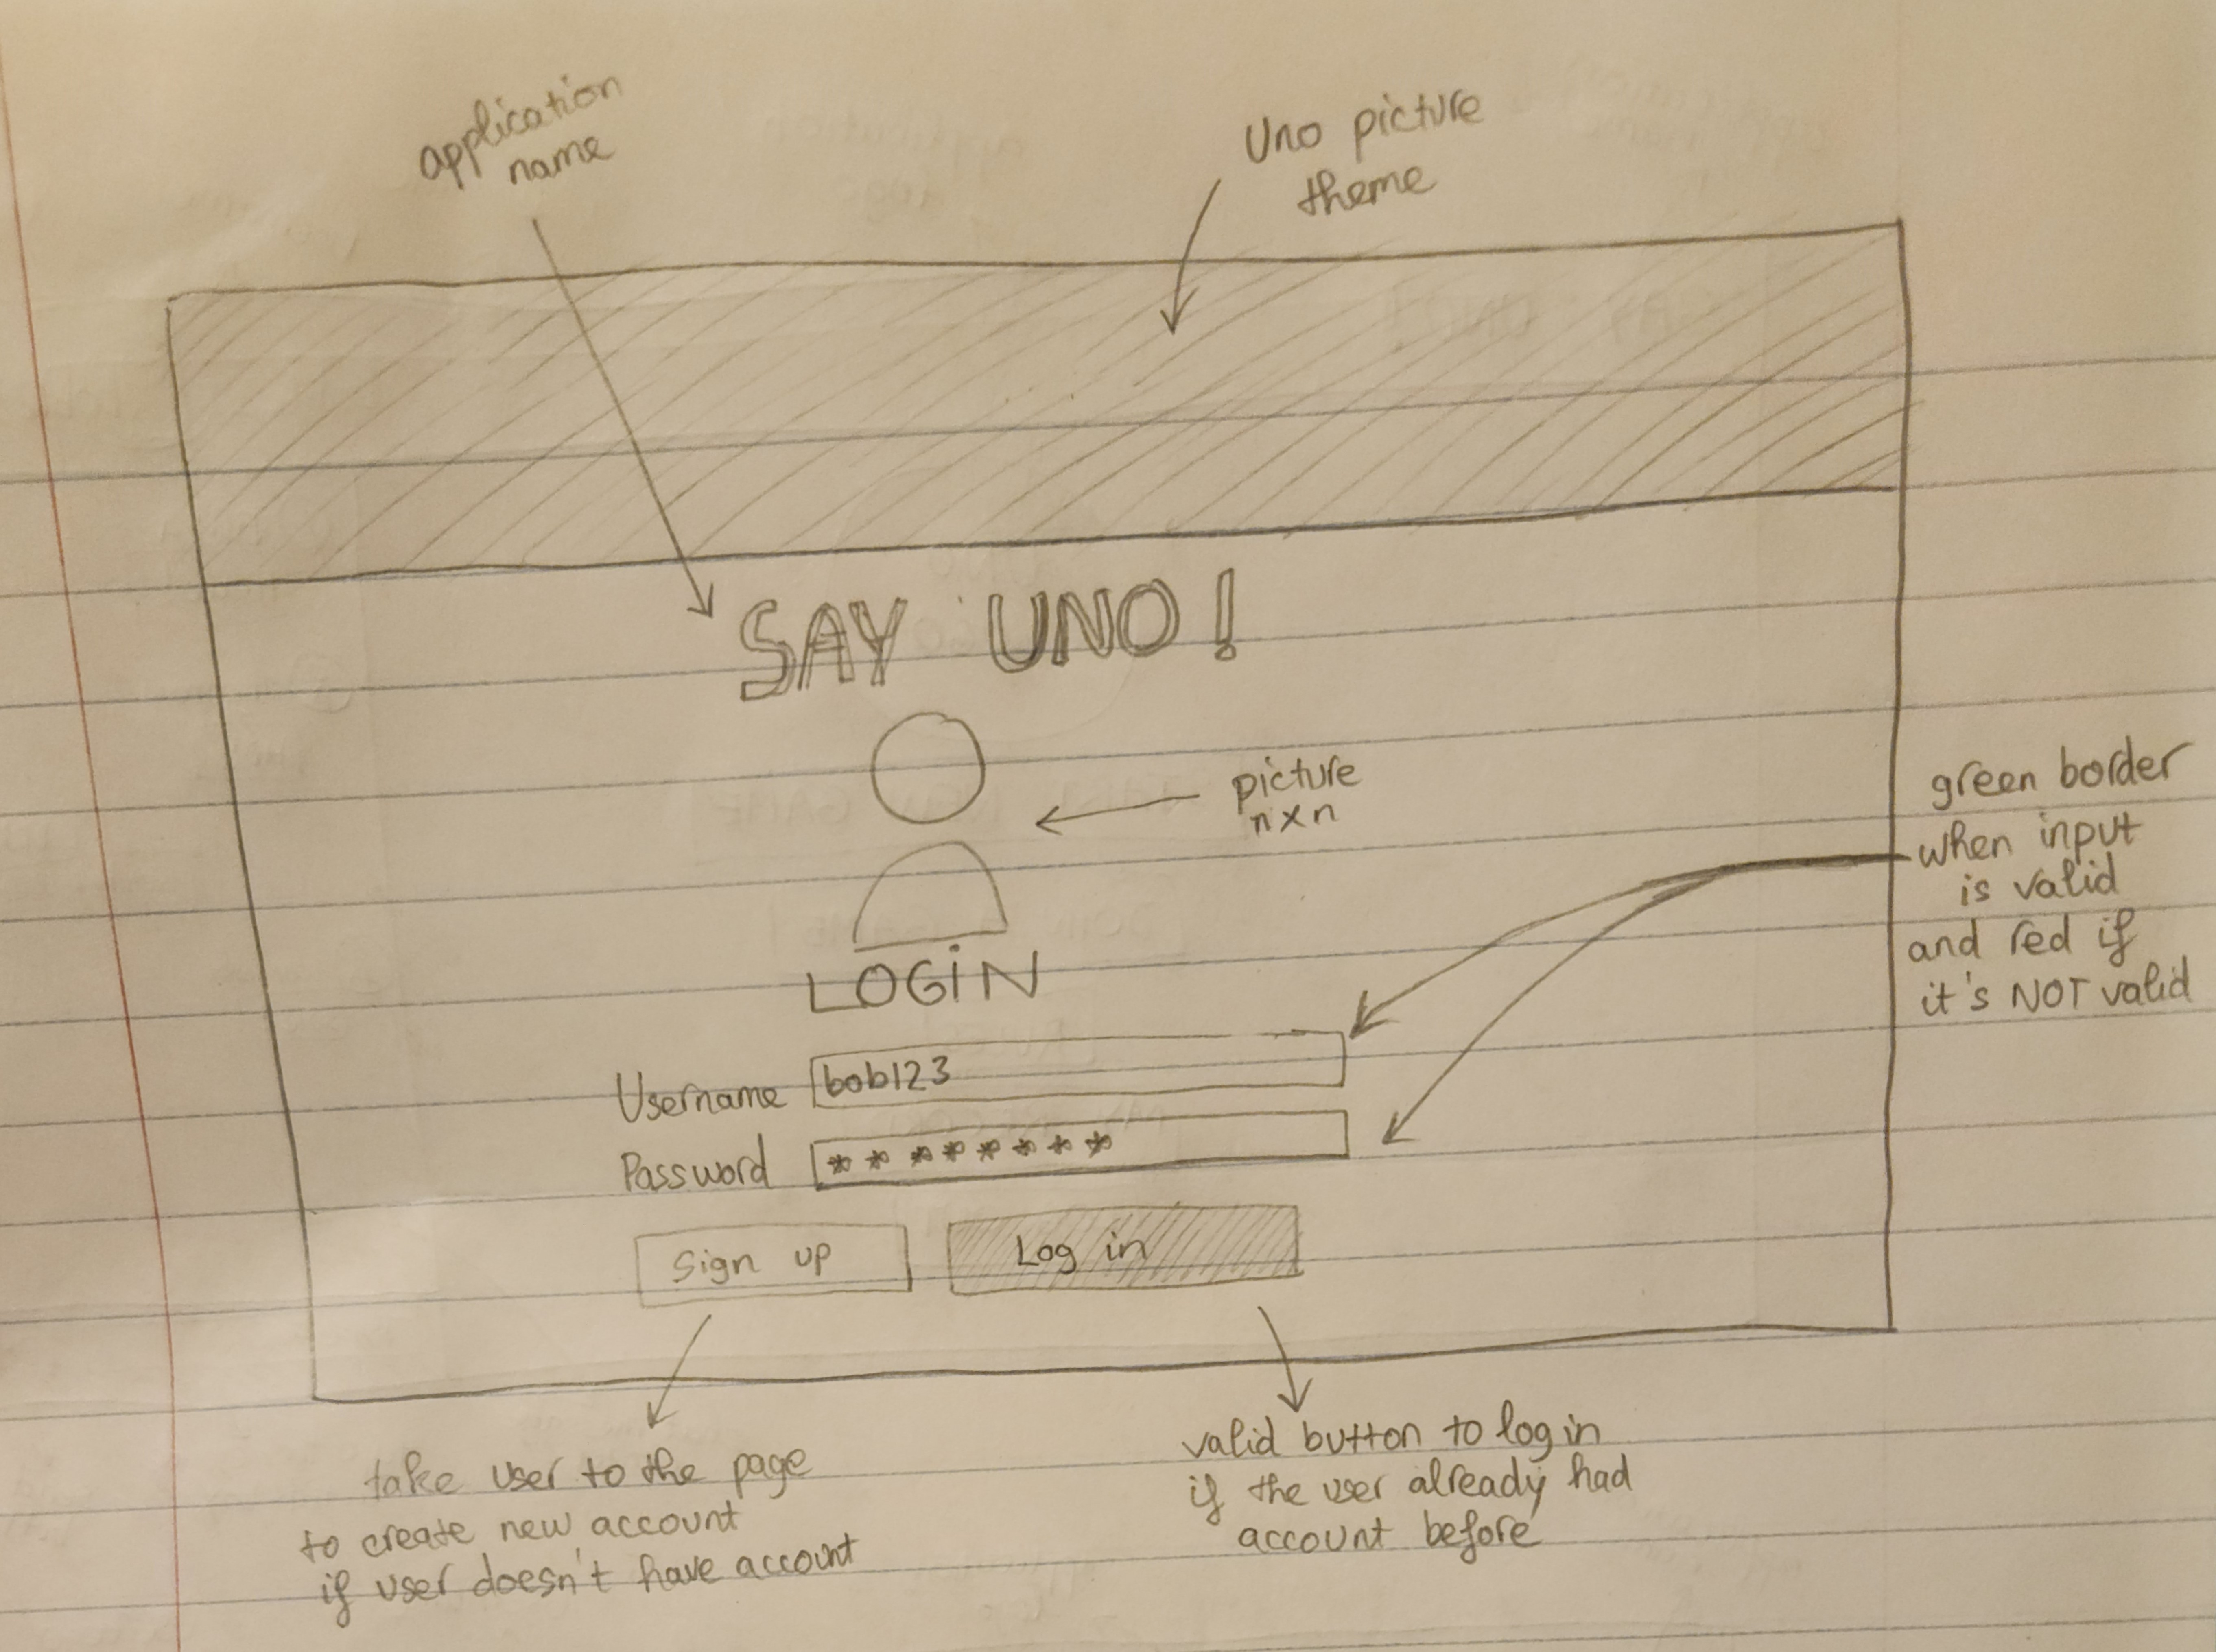 application
name
Uno picture
theme
SAY UNO!
picture
n x n
LOGiN
green border
when input
is valid
and red if
it's NOT valid
Username bob123
Password ********
Sign up Log in
take user to the page
to create new account
if user doesn't have account
valid button to log in
if the user already had
account before